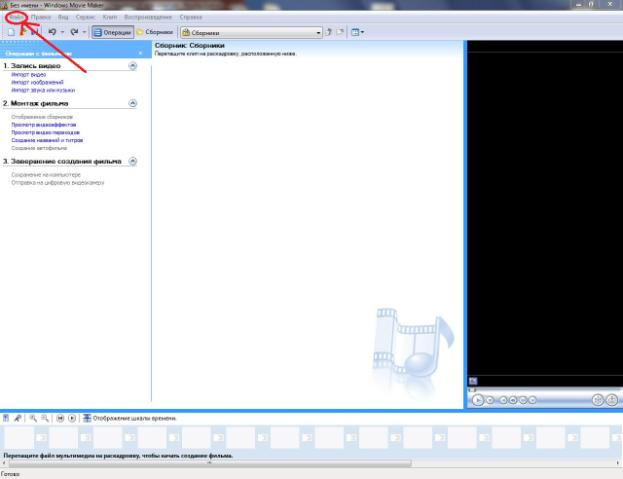 Без имени - Windows Movie Maker
Файл Правка Вид Сервис Клип Воспроизведение Справка
Операции Сборники Сборники
Операции с фильмами
Сборник: Сборники
Перетащите клип на раскадровку, расположенную ниже.
1. Запись видео
Импорт видео
Импорт изображений
Импорт звука или музыки
2. Монтаж фильма
Отображение сборников
Просмотр видеоэффектов
Просмотр видео переходов
Создание названий и титров
Создание автофильма
3. Завершение создания фильма
Сохранение на компьютере
Отправка на цифровую видеокамеру
Отображение шкалы времени.
Перетащите файл мультимедиа на раскадровку, чтобы начать создание фильма.
Готово